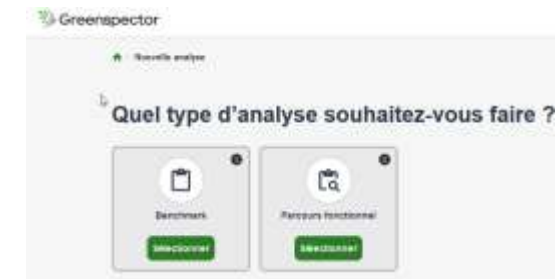 Greenspector
Nouvelle analyse
Quel type d'analyse souhaitez-vous faire ?
Benchmark
Parcours fonctionnel
Sélectionner
Sélectionner